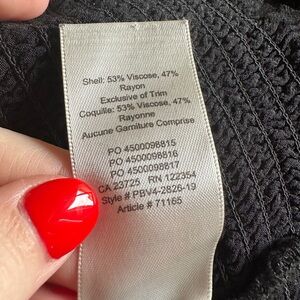 Shell: 53% Viscose, 47%
Rayon
Exclusive of Trim
Coquille: 53% Viscose, 47%
Rayonne
Aucune Garniture Comprise
PO 4500098815
PO 4500098816
PO 4500098817
CA 23725 RN 122354
Style # PBV4-2826-19
Article # 71165